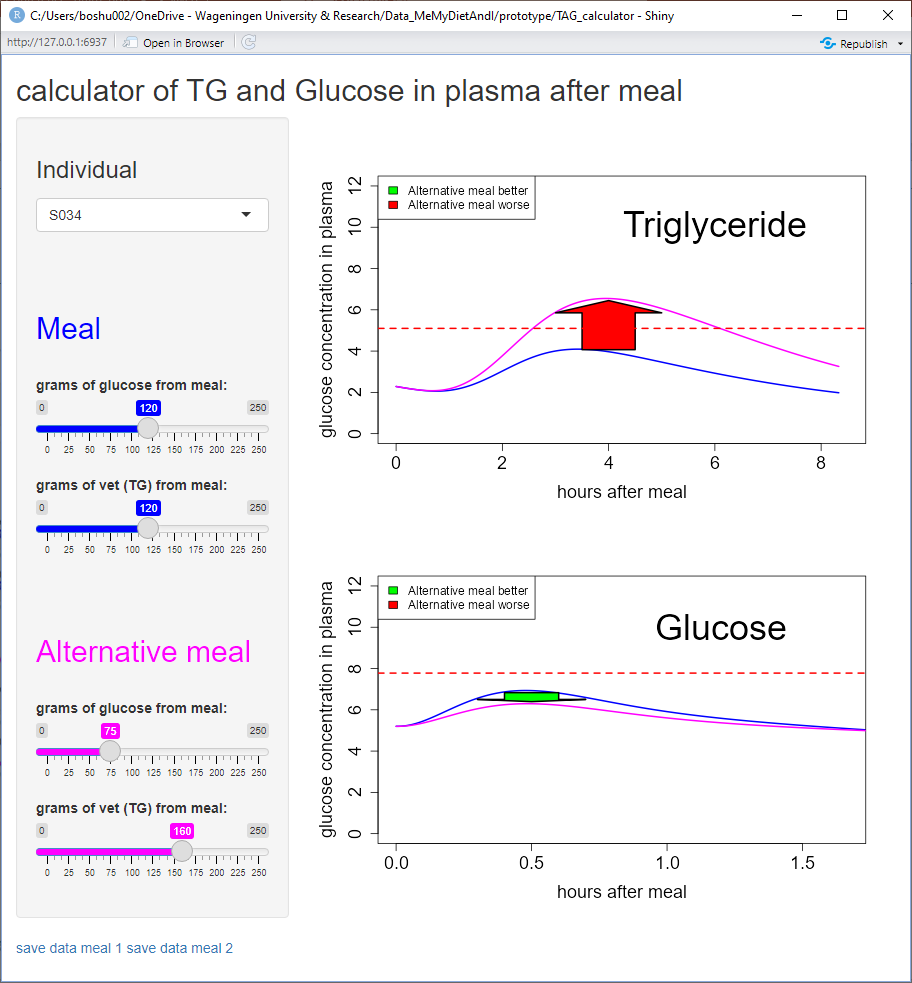 C:/Users/boshu002/OneDrive - Wageningen University & Research/Data_MeMyDietAndI/prototype/TAG_calculator - Shiny
http://127.0.0.1:6937 Open in Browser Republish
calculator of TG and Glucose in plasma after meal
Individual
S034
Meal
grams of glucose from meal:
0 120 250
0 25 50 75 100 125 150 175 200 225 250
grams of vet (TG) from meal:
0 120 250
0 25 50 75 100 125 150 175 200 225 250
Alternative meal
grams of glucose from meal:
0 75 250
0 25 50 75 100 125 150 175 200 225 250
grams of vet (TG) from meal:
0 160 250
0 25 50 75 100 125 150 175 200 225 250
save data meal 1 save data meal 2
Alternative meal better
Alternative meal worse
Triglyceride
glucose concentration in plasma
0 2 4 6 8 10 12
0 2 4 6 8
hours after meal
Alternative meal better
Alternative meal worse
Glucose
glucose concentration in plasma
0 2 4 6 8 10 12
0.0 0.5 1.0 1.5
hours after meal